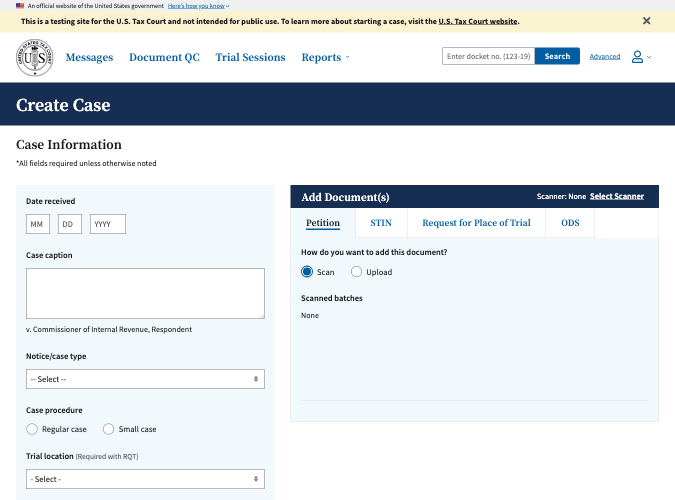 An official website of the United States government Here's how you know
This is a testing site for the U.S. Tax Court and not intended for public use. To learn more about starting a case, visit the U.S. Tax Court website.
Messages Document QC Trial Sessions Reports
Enter docket no. (123-19) Search Advanced
Create Case
Case Information
*All fields required unless otherwise noted
Date received
MM DD YYYY
Case caption
v. Commissioner of Internal Revenue, Respondent
Notice/case type
-- Select --
Case procedure
Regular case Small case
Trial location (Required with RQT)
- Select -
Add Document(s) Scanner: None Select Scanner
Petition STIN Request for Place of Trial ODS
How do you want to add this document?
Scan Upload
Scanned batches
None